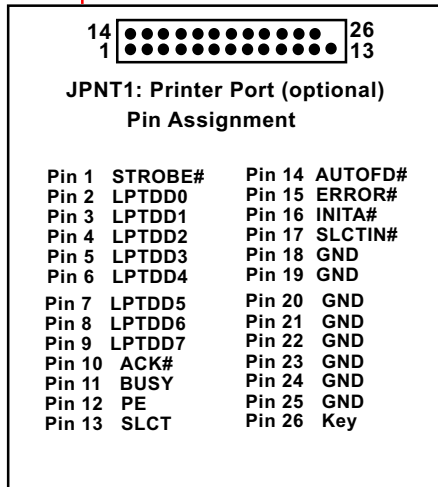 14 26
1 13
JPNT1: Printer Port (optional)
Pin Assignment
Pin 1 STROBE# Pin 14 AUTOFD#
Pin 2 LPTDD0 Pin 15 ERROR#
Pin 3 LPTDD1 Pin 16 INITA#
Pin 4 LPTDD2 Pin 17 SLCTIN#
Pin 5 LPTDD3 Pin 18 GND
Pin 6 LPTDD4 Pin 19 GND
Pin 7 LPTDD5 Pin 20 GND
Pin 8 LPTDD6 Pin 21 GND
Pin 9 LPTDD7 Pin 22 GND
Pin 10 ACK# Pin 23 GND
Pin 11 BUSY Pin 24 GND
Pin 12 PE Pin 25 GND
Pin 13 SLCT Pin 26 Key